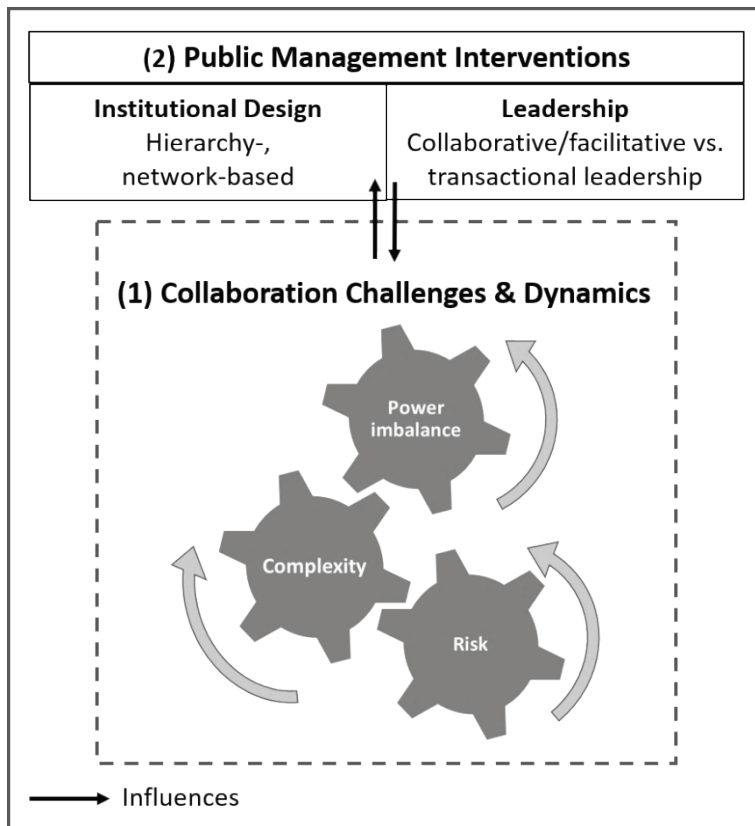 (2) Public Management Interventions
Institutional Design
Hierarchy-,
network-based
Leadership
Collaborative/facilitative vs.
transactional leadership
(1) Collaboration Challenges & Dynamics
Power
imbalance
Complexity
Risk
Influences